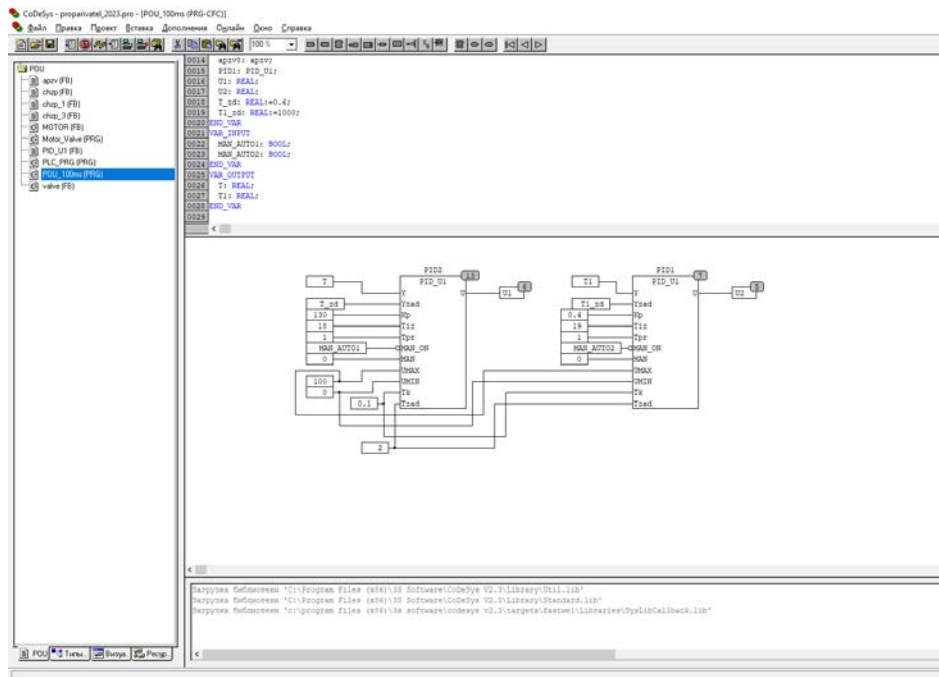 CoDeSys - proparivatel_2023.pro - [POU_100ms (PRG-CFC)]
Файл Правка Проект Вставка Дополнения Онлайн Окно Справка
100 %
POU
apzv (FB)
chzp (FB)
chzp_1 (FB)
chzp_3 (FB)
MOTOR (FB)
Motor_Valve (PRG)
PID_U1 (FB)
PLC_PRG (PRG)
POU_100ms (PRG)
valve (FB)
0014 apzv8: apzv;
0015 PID1: PID_U1;
0016 U1: REAL;
0017 U2: REAL;
0018 T_zd: REAL:=0.6;
0019 T1_zd: REAL:=1000;
0020 END_VAR
0021 VAR_INPUT
0022 MAN_AUTO1: BOOL;
0023 MAN_AUTO2: BOOL;
0024 END_VAR
0025 VAR_OUTPUT
0026 T: REAL;
0027 T1: REAL;
0028 END_VAR
0029
PID2
13
PID_U1
T
Y
U
U1
6
T_zd
Yzad
130
Kp
18
Tiz
1
Tpr
MAN_AUTO1
MAN_ON
0
MAN
UMAX
100
UMIN
0
Tk
0.1
Tzad
2
PID1
7
PID_U1
T1
Y
U
U2
5
T1_zd
Yzad
0.4
Kp
19
Tiz
1
Tpr
MAN_AUTO2
MAN_ON
0
MAN
UMAX
UMIN
Tk
Tzad
Загрузка библиотеки 'C:\Program Files (x86)\3S Software\CoDeSys V2.3\Library\Util.lib'
Загрузка библиотеки 'C:\Program Files (x86)\3S Software\CoDeSys V2.3\Library\Standard.lib'
Загрузка библиотеки 'c:\program files (x86)\3s software\codesys v2.3\targets\fastwel\Libraries\SysLibCallback.lib'
POU Типы.. Визуа.. Ресур..